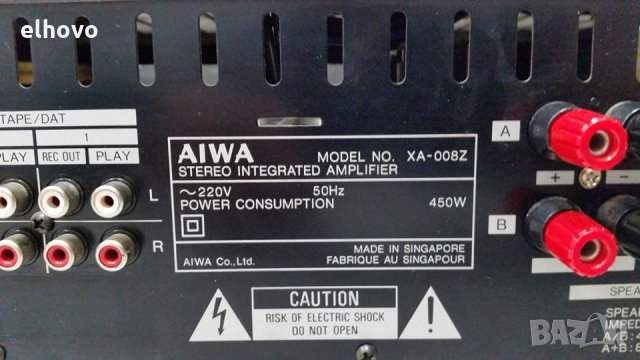 elhovo
TAPE/DAT
1
PLAY REC OUT PLAY
L
R
AIWA MODEL NO. XA-008Z
STEREO INTEGRATED AMPLIFIER
~220V 50Hz
POWER CONSUMPTION 450W
MADE IN SINGAPORE
AIWA Co.,Ltd. FABRIQUE AU SINGAPOUR
CAUTION
RISK OF ELECTRIC SHOCK
DO NOT OPEN
A
+ −
B
bazar.bg